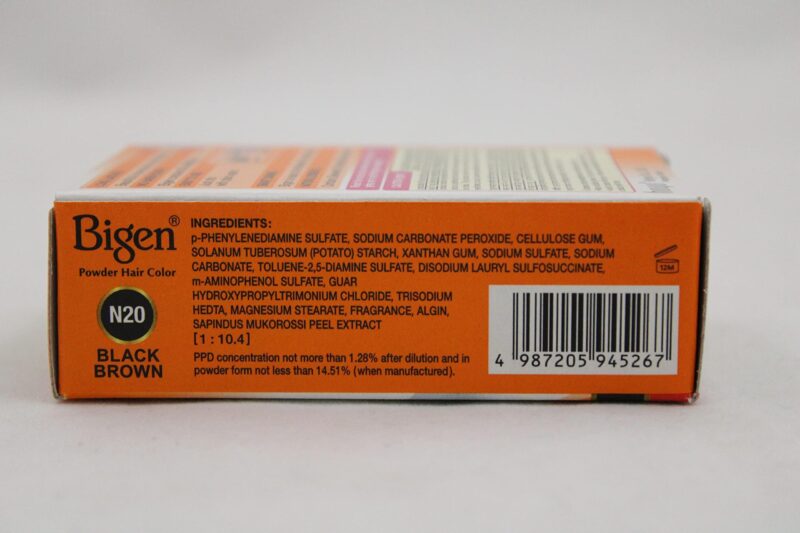 Bigen®
Powder Hair Color
N20
BLACK
BROWN
INGREDIENTS:
p-PHENYLENEDIAMINE SULFATE, SODIUM CARBONATE PEROXIDE, CELLULOSE GUM,
SOLANUM TUBEROSUM (POTATO) STARCH, XANTHAN GUM, SODIUM SULFATE, SODIUM
CARBONATE, TOLUENE-2,5-DIAMINE SULFATE, DISODIUM LAURYL SULFOSUCCINATE,
m-AMINOPHENOL SULFATE, GUAR
HYDROXYPROPYLTRIMONIUM CHLORIDE, TRISODIUM
HEDTA, MAGNESIUM STEARATE, FRAGRANCE, ALGIN,
SAPINDUS MUKOROSSI PEEL EXTRACT
[1 : 10.4]
PPD concentration not more than 1.28% after dilution and in
powder form not less than 14.51% (when manufactured).
12M
4 987205 945267